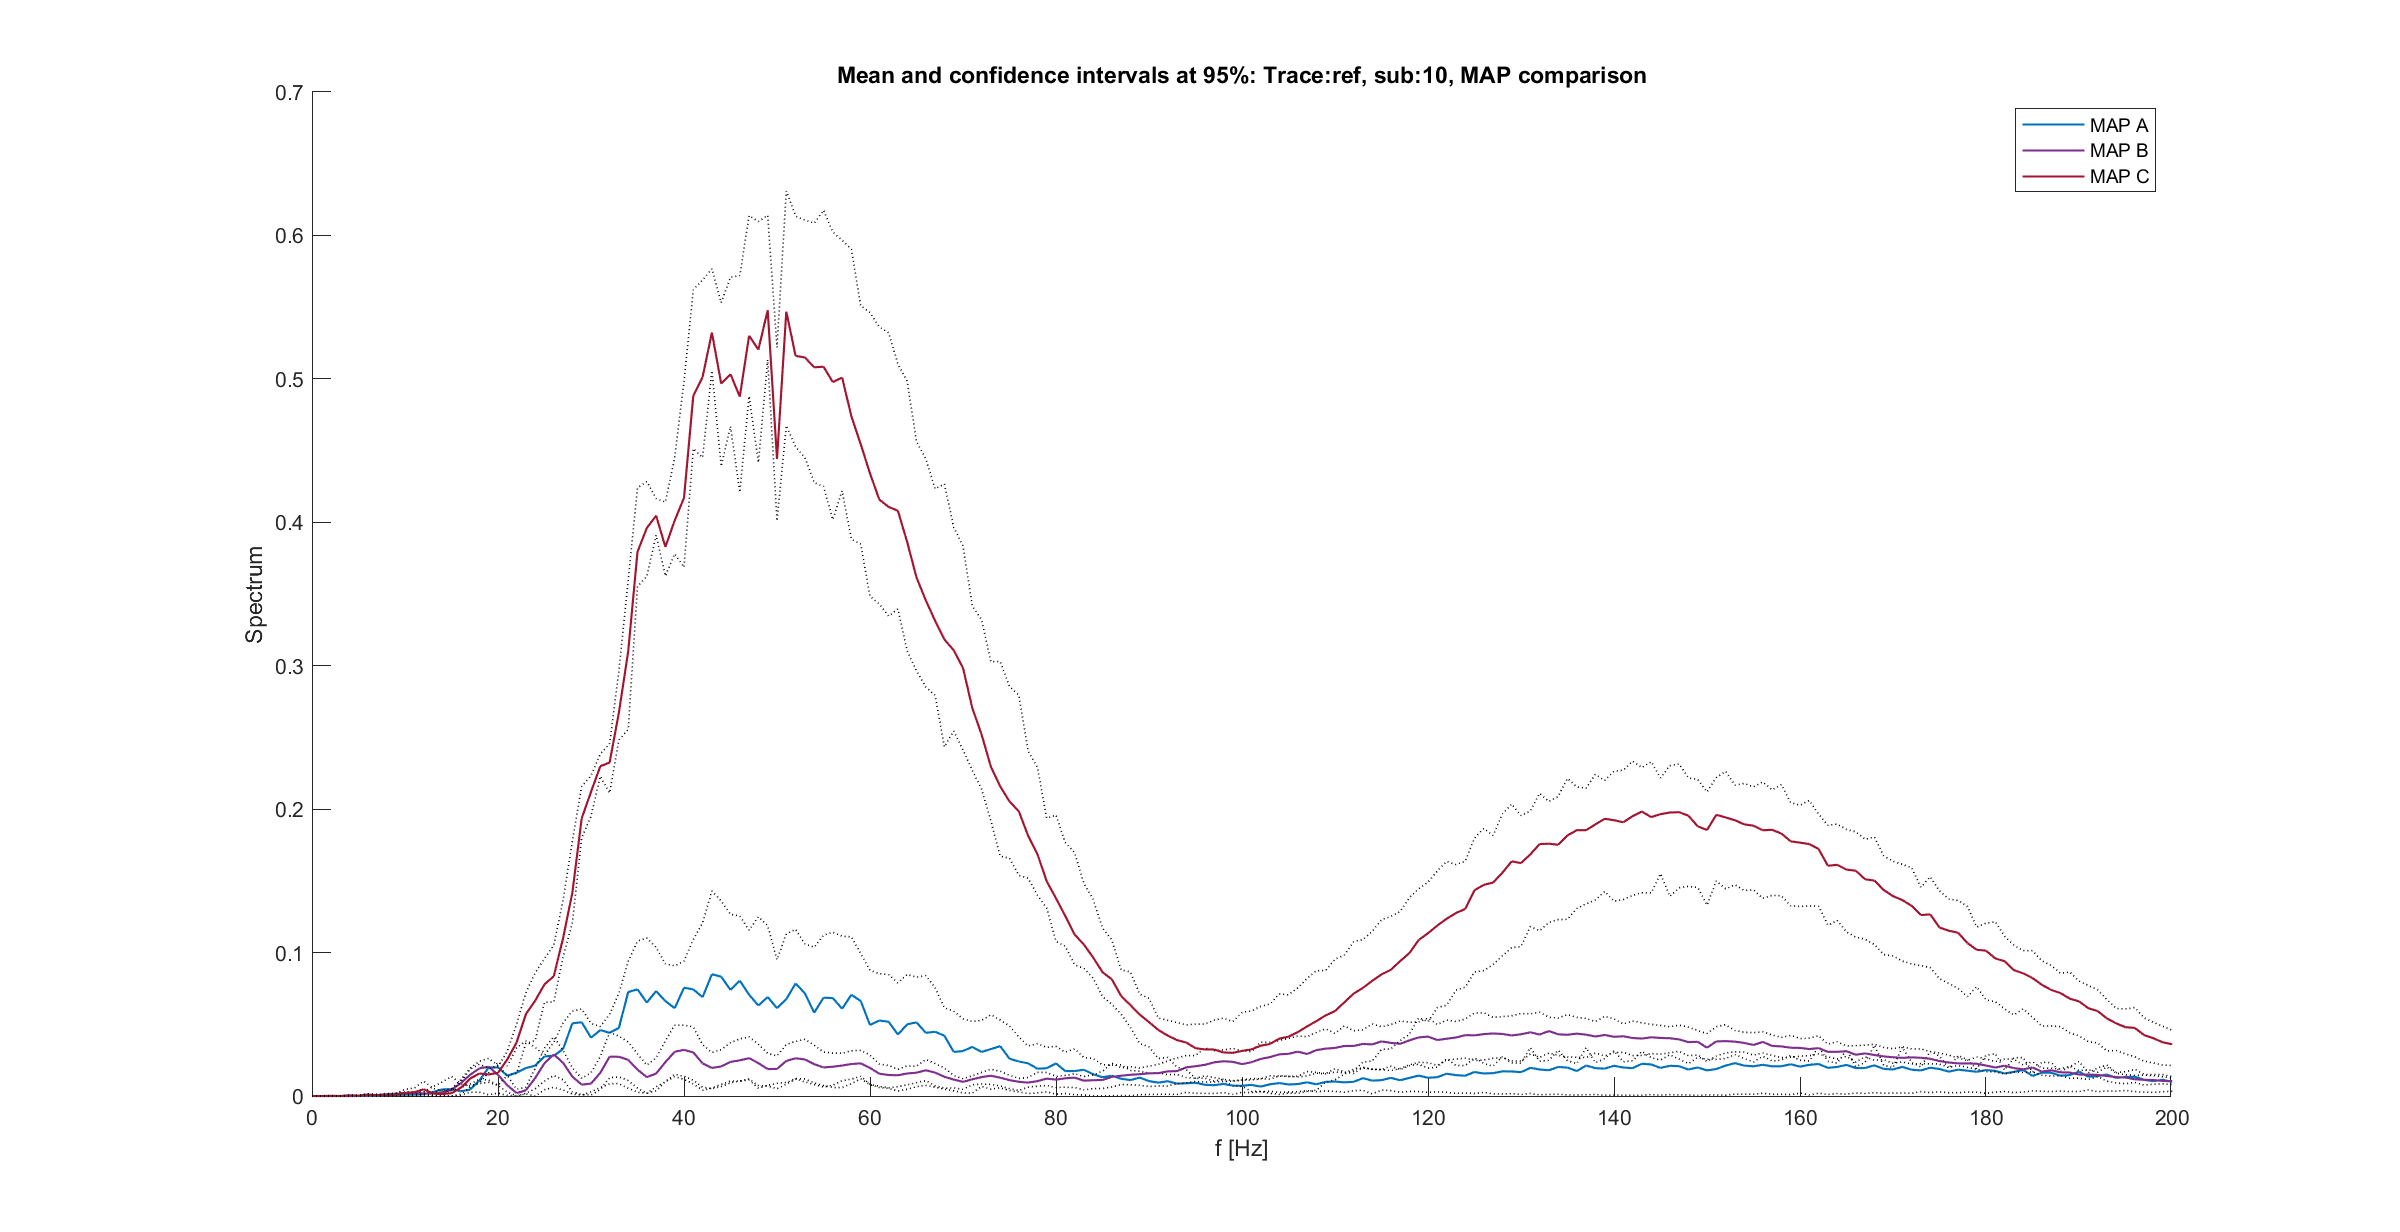 Mean and confidence intervals at 95%: Trace:ref, sub:10, MAP comparison
0.7
0.6
0.5
0.4
0.3
0.2
0.1
0
Spectrum
MAP A
MAP B
MAP C
0 20 40 60 80 100 120 140 160 180 200
f [Hz]